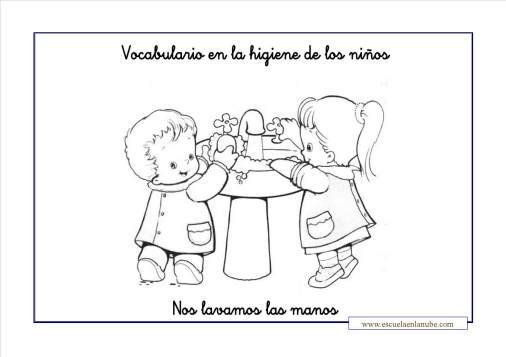 Vocabulario en la higiene de los niños
Nos lavamos las manos
www.escuelaenlanube.com